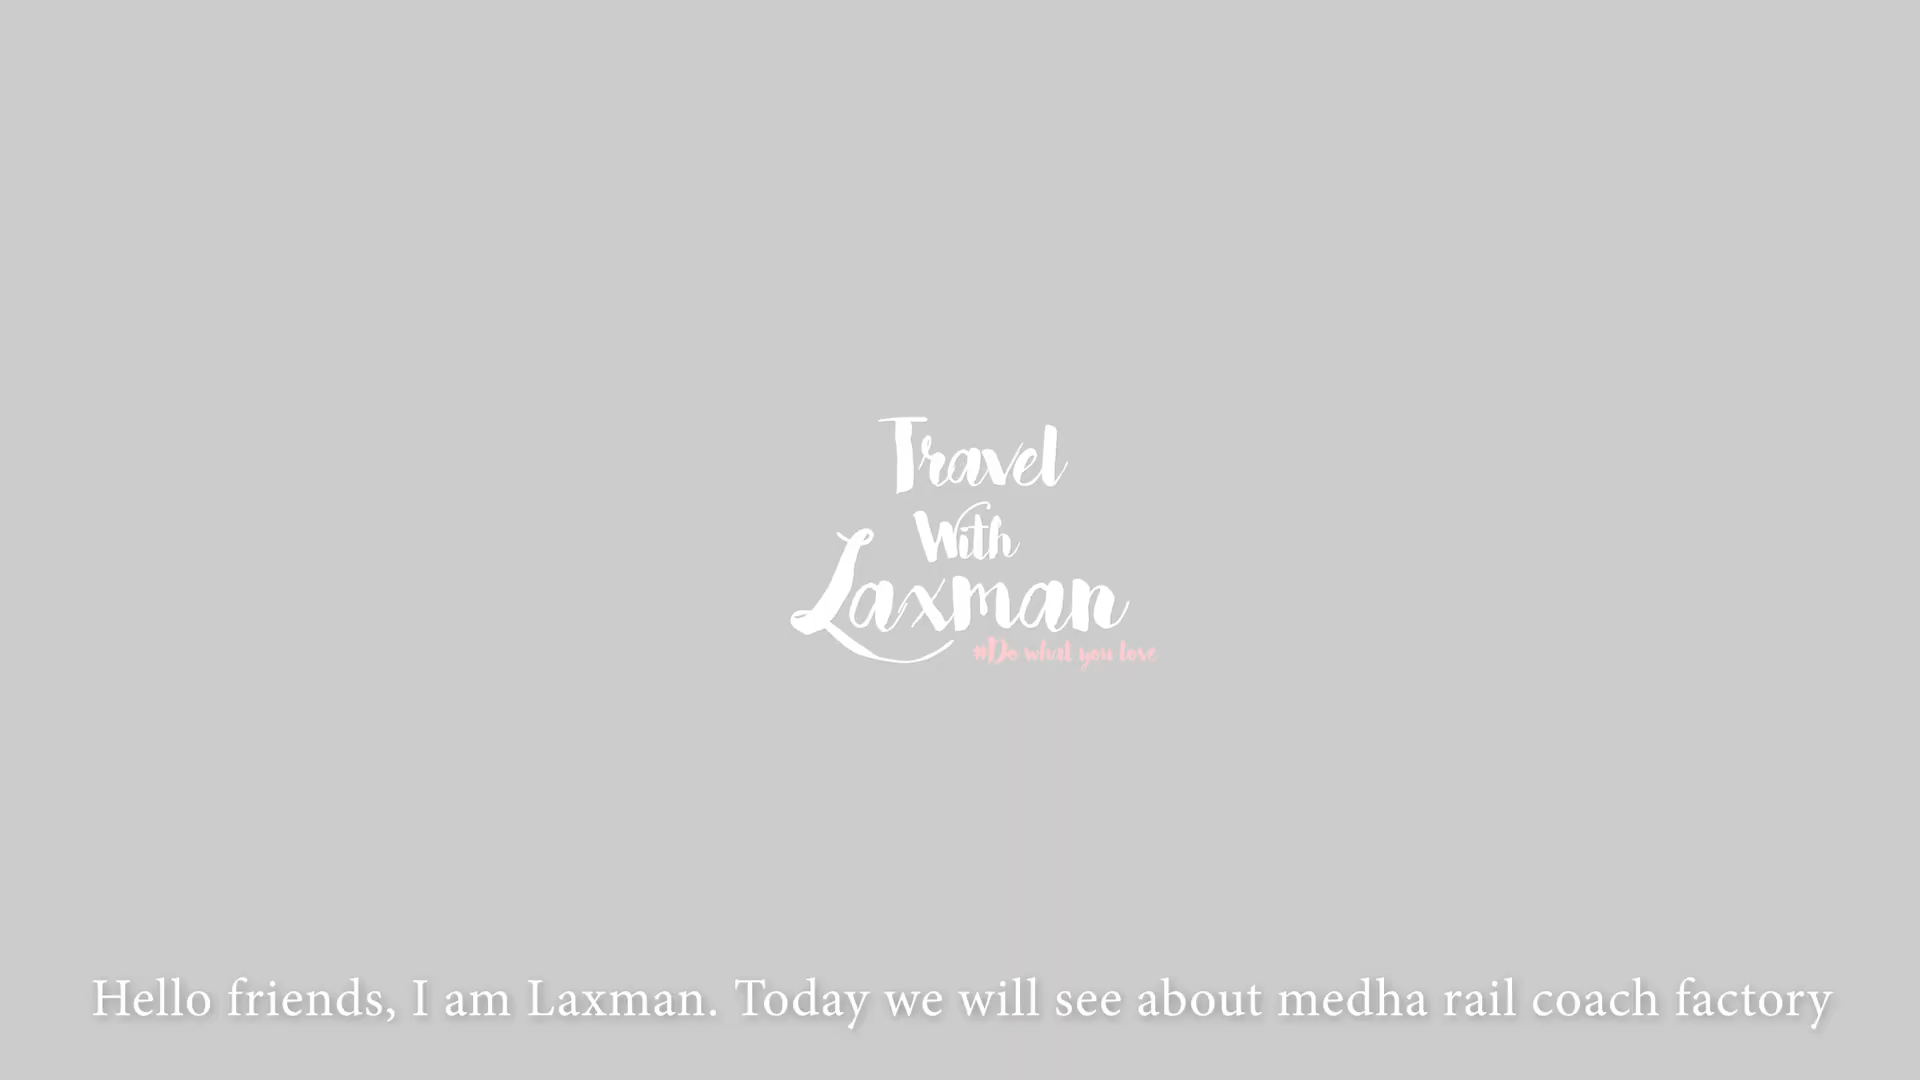 Travel
With
Laxman
#Do what you love
Hello friends, I am Laxman. Today we will see about medha rail coach factory